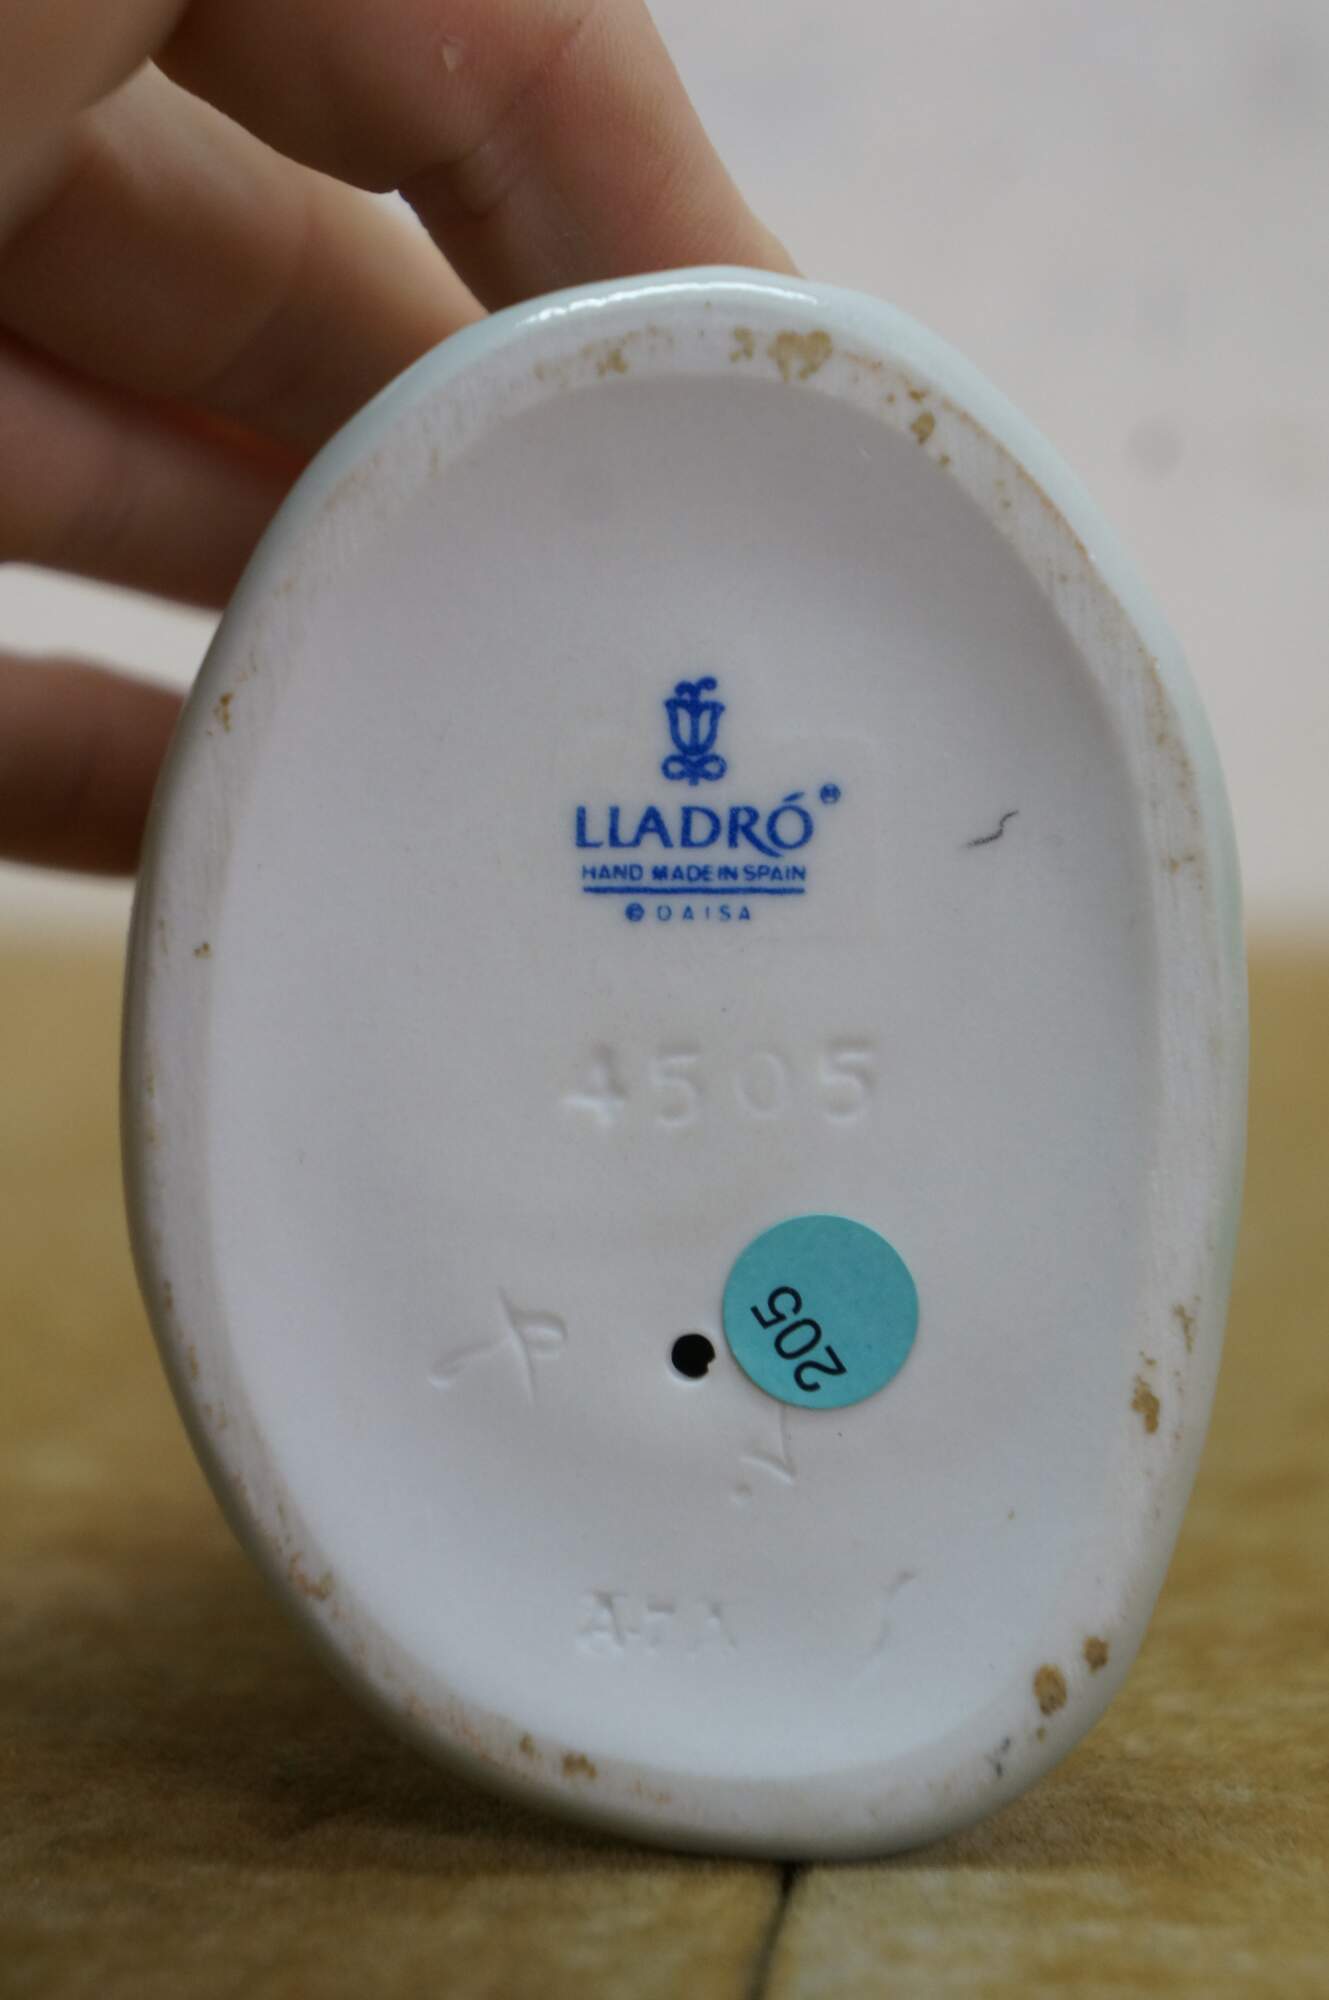 LLADRÓ®
HAND MADE IN SPAIN
© DAISA
4505
205